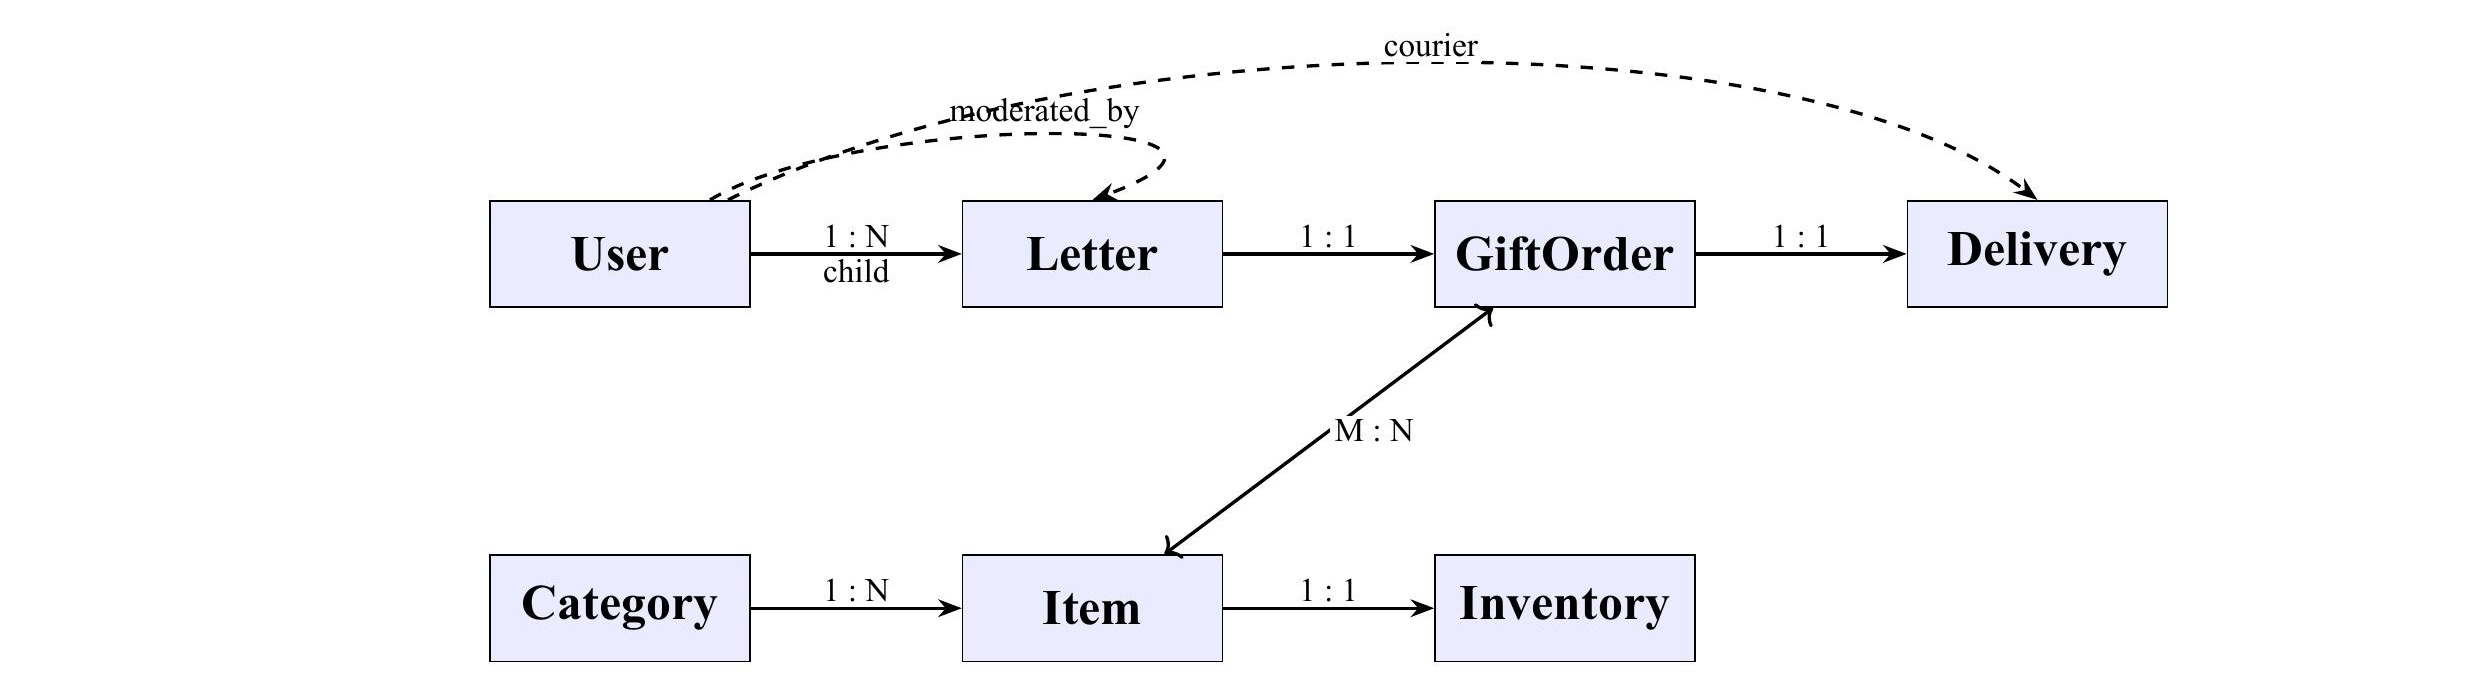 courier
moderated_by
User
1 : N
child
Letter
1 : 1
GiftOrder
1 : 1
Delivery
M : N
Category
1 : N
Item
1 : 1
Inventory